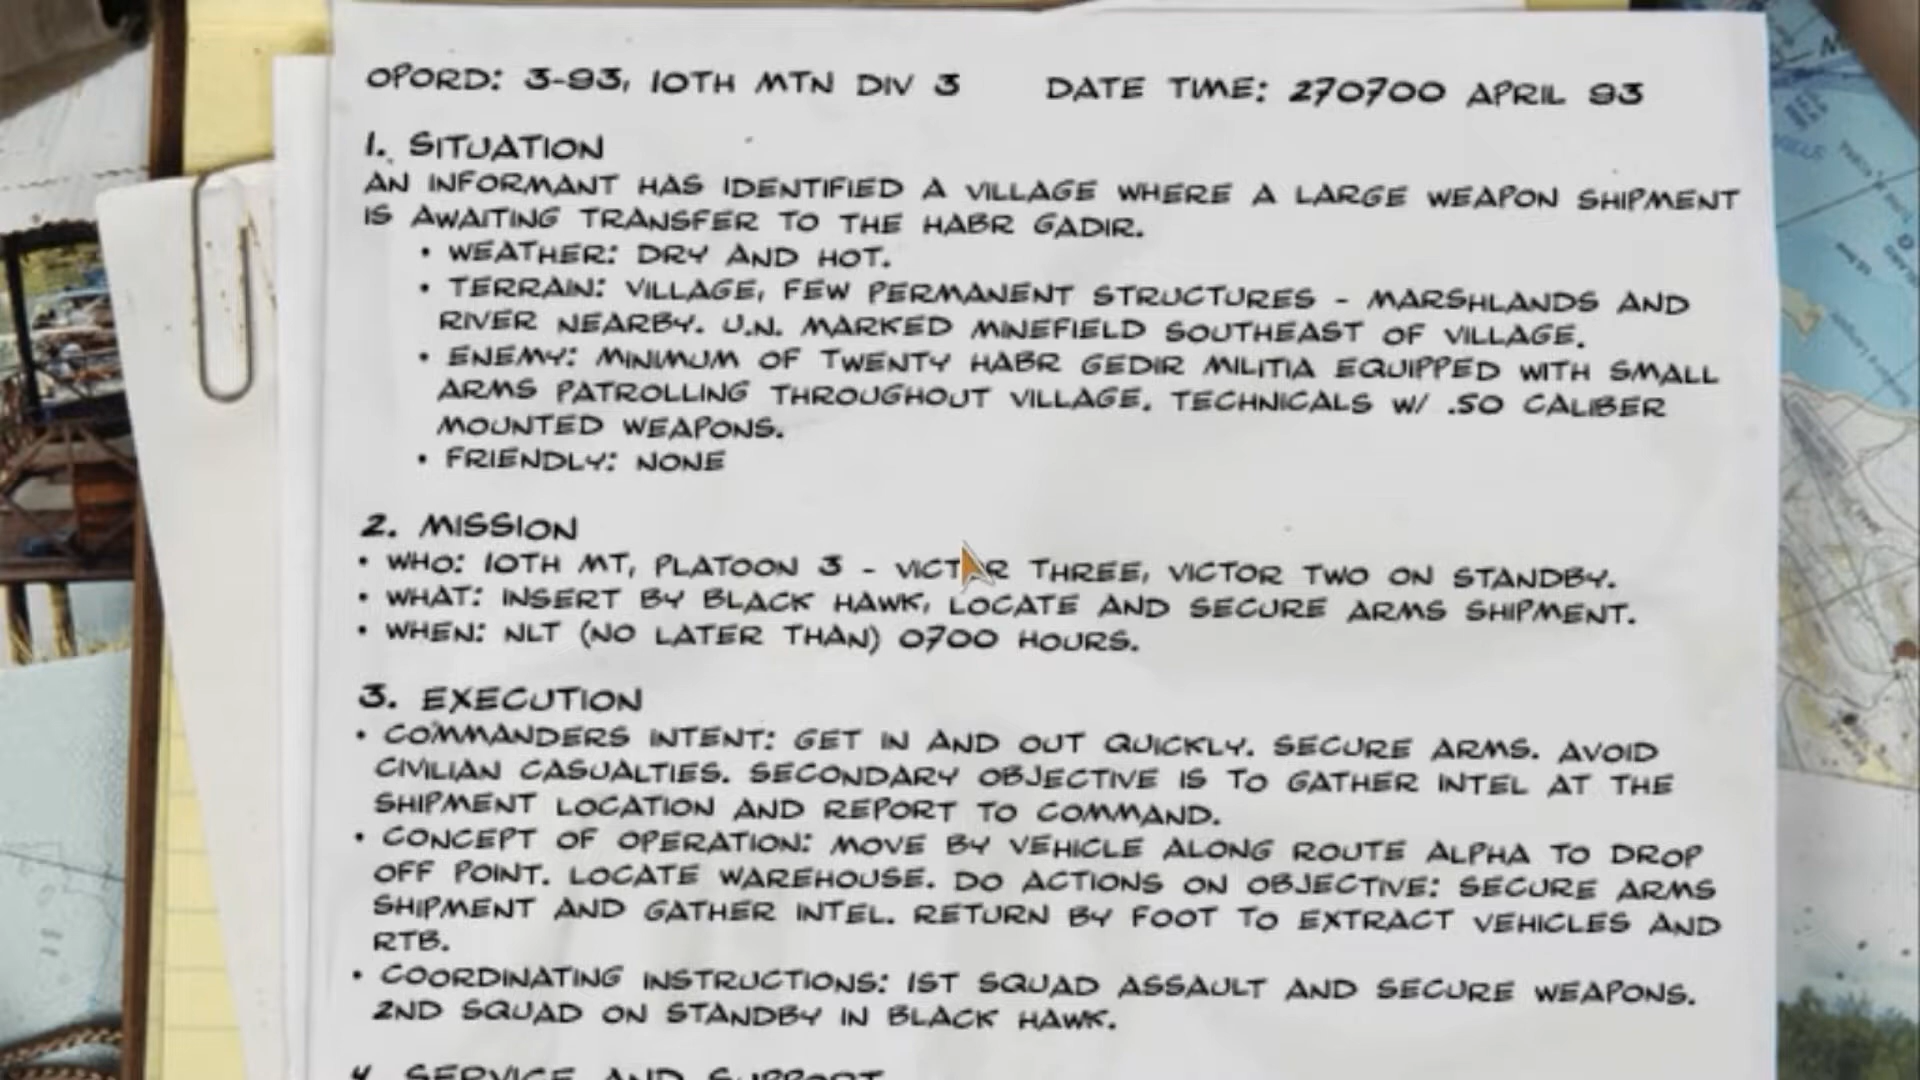 OPORD: 3-93, 10TH MTN DIV 3 DATE TIME: 270700 APRIL 93
1. SITUATION
AN INFORMANT HAS IDENTIFIED A VILLAGE WHERE A LARGE WEAPON SHIPMENT
IS AWAITING TRANSFER TO THE HABR GADIR.
• WEATHER: DRY AND HOT.
• TERRAIN: VILLAGE, FEW PERMANENT STRUCTURES - MARSHLANDS AND
RIVER NEARBY. U.N. MARKED MINEFIELD SOUTHEAST OF VILLAGE.
• ENEMY: MINIMUM OF TWENTY HABR GEDIR MILITIA EQUIPPED WITH SMALL
ARMS PATROLLING THROUGHOUT VILLAGE. TECHNICALS W/ .50 CALIBER
MOUNTED WEAPONS.
• FRIENDLY: NONE
2. MISSION
• WHO: 10TH MT, PLATOON 3 - VICTOR THREE, VICTOR TWO ON STANDBY.
• WHAT: INSERT BY BLACK HAWK, LOCATE AND SECURE ARMS SHIPMENT.
• WHEN: NLT (NO LATER THAN) 0700 HOURS.
3. EXECUTION
• COMMANDERS INTENT: GET IN AND OUT QUICKLY. SECURE ARMS. AVOID
CIVILIAN CASUALTIES. SECONDARY OBJECTIVE IS TO GATHER INTEL AT THE
SHIPMENT LOCATION AND REPORT TO COMMAND.
• CONCEPT OF OPERATION: MOVE BY VEHICLE ALONG ROUTE ALPHA TO DROP
OFF POINT. LOCATE WAREHOUSE. DO ACTIONS ON OBJECTIVE: SECURE ARMS
SHIPMENT AND GATHER INTEL. RETURN BY FOOT TO EXTRACT VEHICLES AND
RTB.
• COORDINATING INSTRUCTIONS: 1ST SQUAD ASSAULT AND SECURE WEAPONS.
2ND SQUAD ON STANDBY IN BLACK HAWK.
4. SERVICE AND SUPPORT